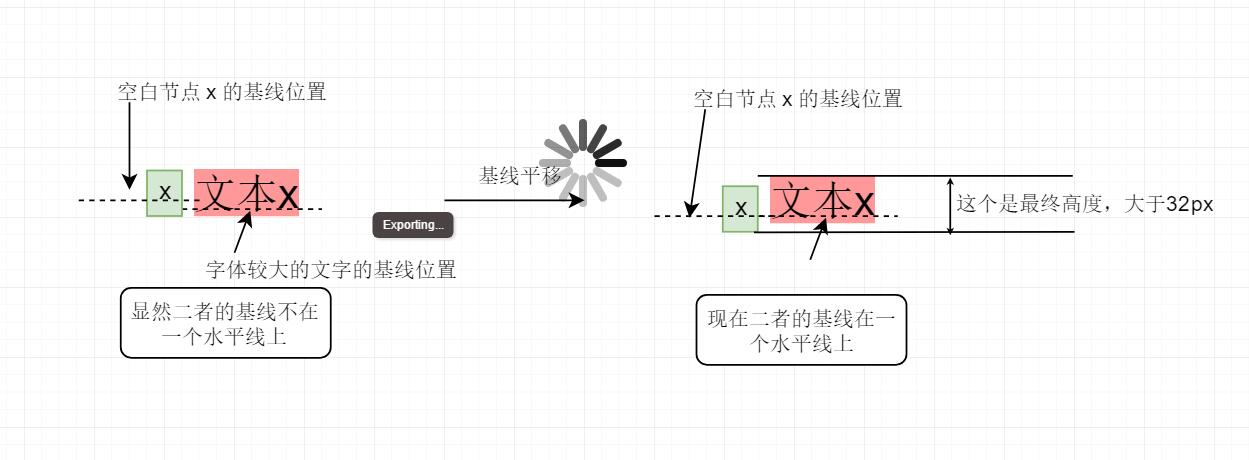 空白节点 x 的基线位置
x
文本x
字体较大的文字的基线位置
显然二者的基线不在
一个水平线上
基线平移
Exporting...
空白节点 x 的基线位置
x
文本x
这个是最终高度，大于32px
现在二者的基线在一
个水平线上